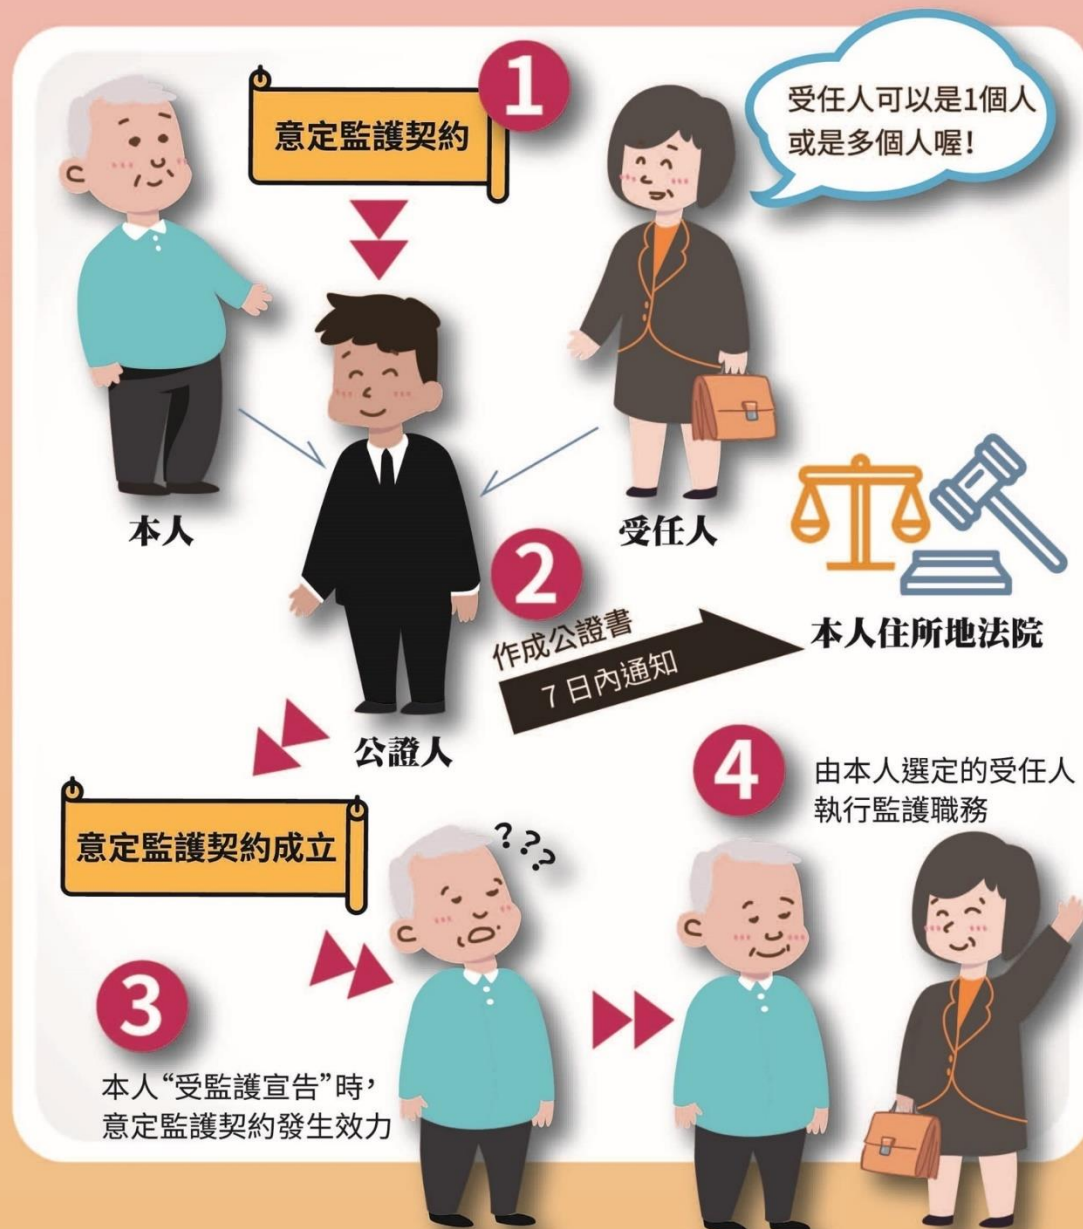 1
意定監護契約
受任人可以是1個人
或是多個人喔！
本人
受任人
公證人
2
作成公證書
7日內通知
本人住所地法院
意定監護契約成立
3
本人“受監護宣告”時，
意定監護契約發生效力
???
4
由本人選定的受任人
執行監護職務